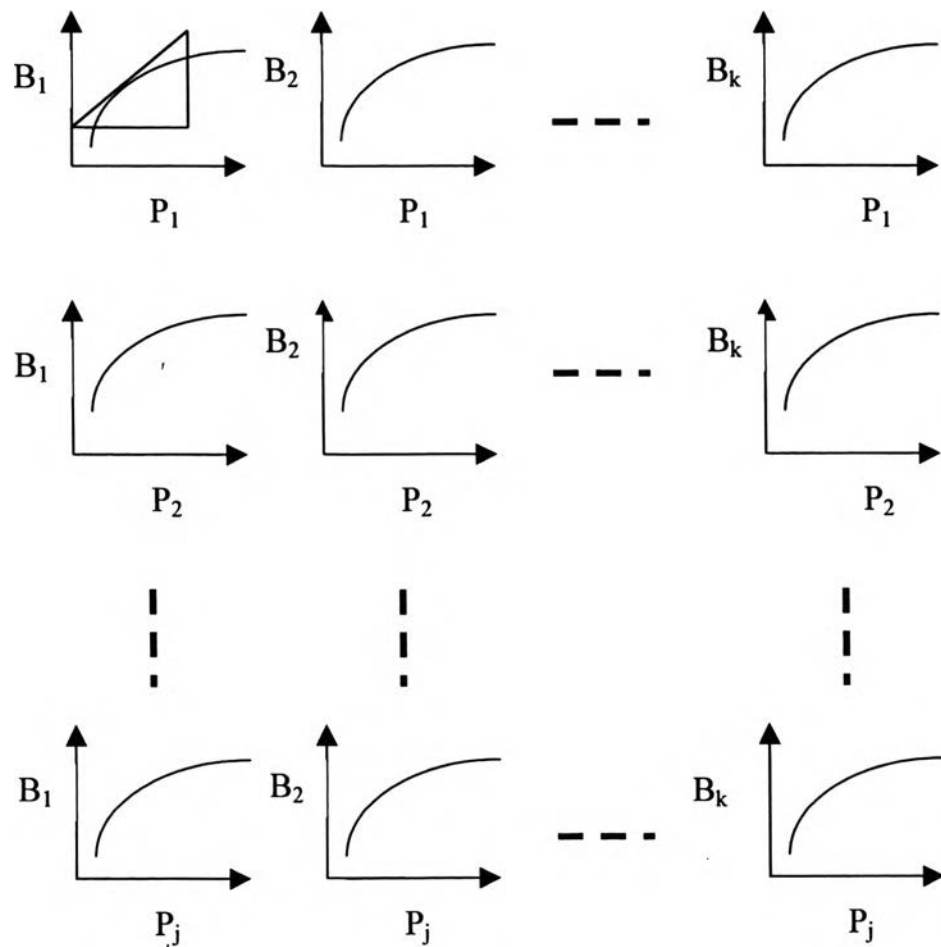 B₁ B₂ Bₖ
P₁ P₁ P₁
B₁ B₂ Bₖ
P₂ P₂ P₂
B₁ B₂ Bₖ
Pⱼ Pⱼ Pⱼ